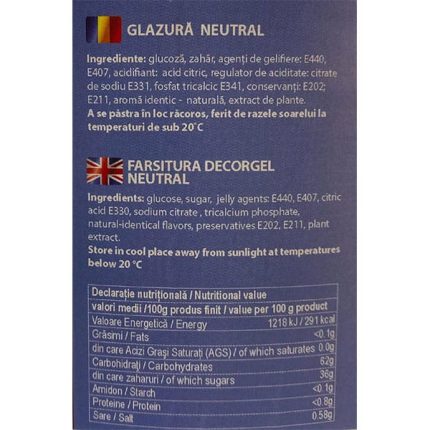 GLAZURĂ NEUTRAL
Ingrediente: glucoză, zahăr, agenți de gelifiere: E440,
E407, acidifiant: acid citric, regulator de aciditate: citrate
de sodiu E331, fosfat tricalcic E341, conservanți: E202;
E211, aromă identic - naturală, extract de plante.
A se păstra in loc răcoros, ferit de razele soarelui la
temperaturi de sub 20˚C
FARSITURA DECORGEL
NEUTRAL
Ingredients: glucose, sugar, jelly agents: E440, E407, citric
acid E330, sodium citrate , tricalcium phosphate,
natural-identical flavors, preservatives E202, E211, plant
extract.
Store in cool place away from sunlight at temperatures
below 20 °C
Declarație nutrițională / Nutritional value
valori medii /100g produs finit / value per 100 g product
Valoare Energetică / Energy 1218 kJ / 291 kcal
Grăsimi / Fats <0.1g
din care Acizi Grași Saturați (AGS) / of which saturates 0.0g
Carbohidrați / Carbohydrates 62g
din care zaharuri / of which sugars 36g
Amidon / Starch <0.1g
Proteine / Protein <0.8g
Sare / Salt 0.58g